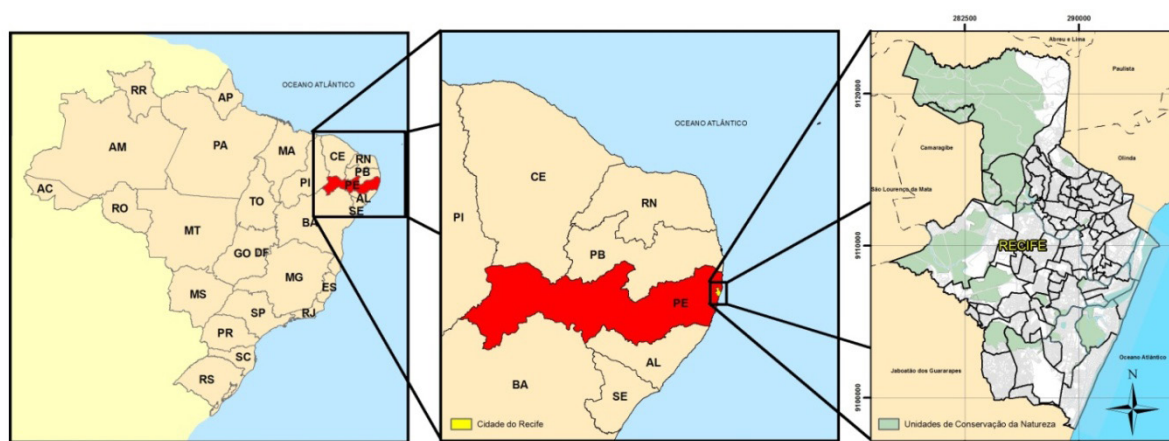 OCEANO ATLÂNTICO
RR
AP
AM
PA
MA
CE
RN
PB
PI
PE
AL
SE
AC
RO
TO
BA
MT
GO
DF
MG
ES
MS
SP
RJ
PR
SC
RS
OCEANO ATLÂNTICO
CE
PI
RN
PB
PE
AL
BA
SE
Cidade do Recife
282500
290000
Abreu e Lima
Paulista
9120000
9120000
Camaragibe
Olinda
São Lourenço da Mata
9110000
RECIFE
9110000
Oceano Atlântico
Jaboatão dos Guararapes
N
9100000
9100000
Unidades de Conservação da Natureza